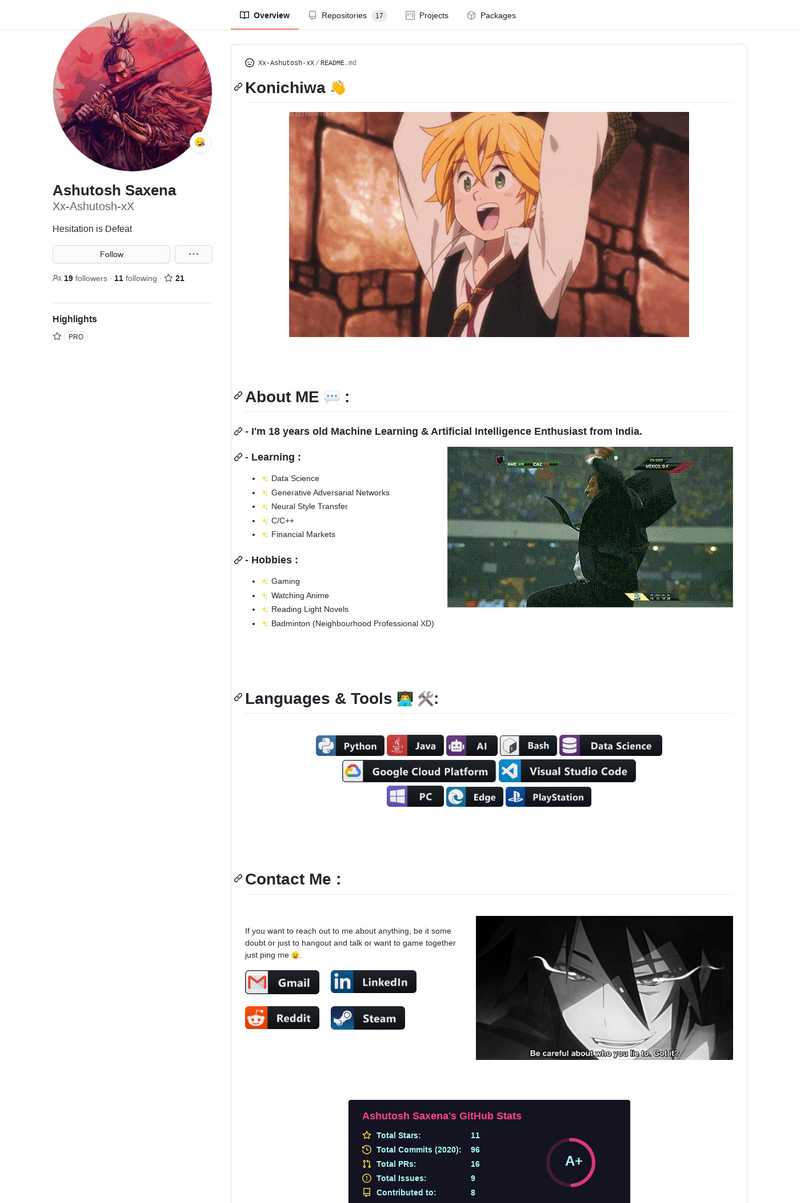 Overview
Repositories 17
Projects
Packages
Ashutosh Saxena
Xx-Ashutosh-xX
Hesitation is Defeat
Follow
19 followers · 11 following · 21
Highlights
PRO
Xx-Ashutosh-xX / README.md
Konichiwa 👋
About ME 💬 :
- I'm 18 years old Machine Learning & Artificial Intelligence Enthusiast from India.
- Learning :
Data Science
Generative Adversarial Networks
Neural Style Transfer
C/C++
Financial Markets
- Hobbies :
Gaming
Watching Anime
Reading Light Novels
Badminton (Neighbourhood Professional XD)
Languages & Tools 👨‍💻 🛠️:
Python Java AI Bash Data Science
Google Cloud Platform Visual Studio Code
PC Edge PlayStation
Contact Me :
If you want to reach out to me about anything, be it some
doubt or just to hangout and talk or want to game together
just ping me 😉.
Gmail LinkedIn
Reddit Steam
Be careful about who you lie to. Got it?
Ashutosh Saxena's GitHub Stats
Total Stars: 11
Total Commits (2020): 96
Total PRs: 16
Total Issues: 9
Contributed to: 8
A+